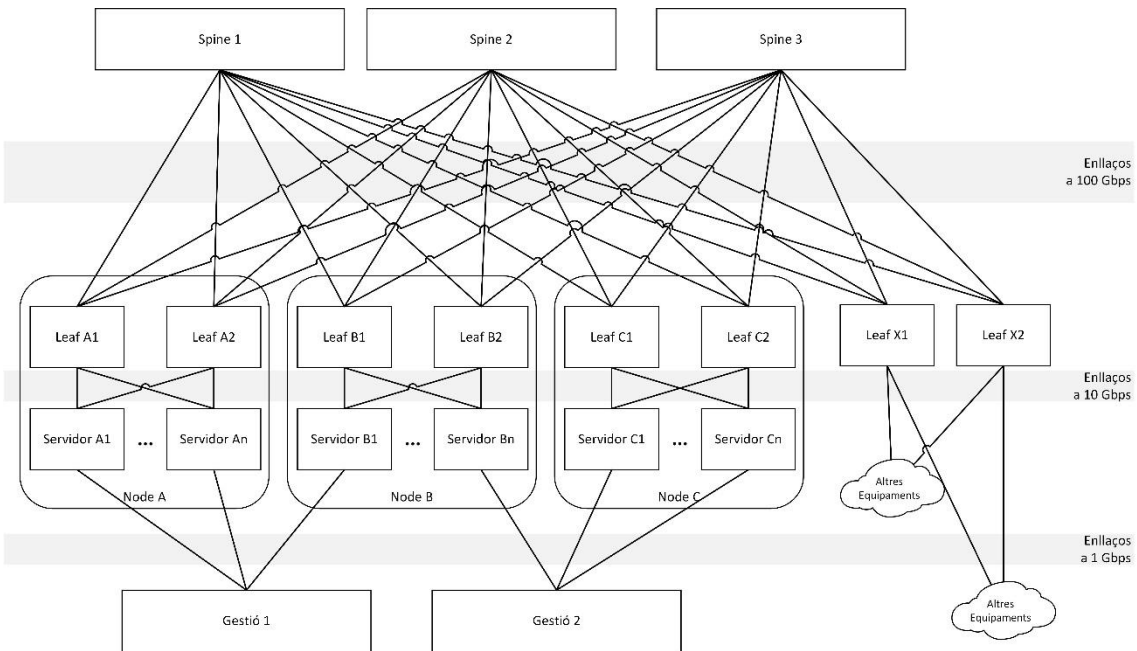 Spine 1
Spine 2
Spine 3
Enllaços
a 100 Gbps
Leaf A1
Leaf A2
Leaf B1
Leaf B2
Leaf C1
Leaf C2
Leaf X1
Leaf X2
Enllaços
a 10 Gbps
Servidor A1
...
Servidor An
Servidor B1
...
Servidor Bn
Servidor C1
...
Servidor Cn
Altres
Equipaments
Node A
Node B
Node C
Enllaços
a 1 Gbps
Gestió 1
Gestió 2
Altres
Equipaments